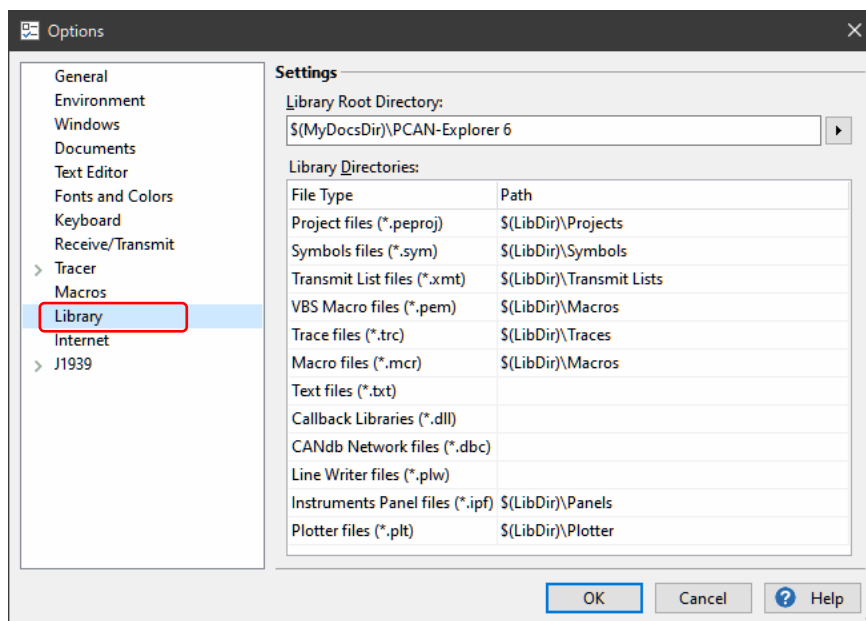 Options
General
Environment
Windows
Documents
Text Editor
Fonts and Colors
Keyboard
Receive/Transmit
Tracer
Macros
Library
Internet
J1939
Settings
Library Root Directory:
$(MyDocsDir)\PCAN-Explorer 6
Library Directories:
File Type Path
Project files (*.peproj) $(LibDir)\Projects
Symbols files (*.sym) $(LibDir)\Symbols
Transmit List files (*.xmt) $(LibDir)\Transmit Lists
VBS Macro files (*.pem) $(LibDir)\Macros
Trace files (*.trc) $(LibDir)\Traces
Macro files (*.mcr) $(LibDir)\Macros
Text files (*.txt)
Callback Libraries (*.dll)
CANdb Network files (*.dbc)
Line Writer files (*.plw)
Instruments Panel files (*.ipf) $(LibDir)\Panels
Plotter files (*.plt) $(LibDir)\Plotter
OK Cancel Help